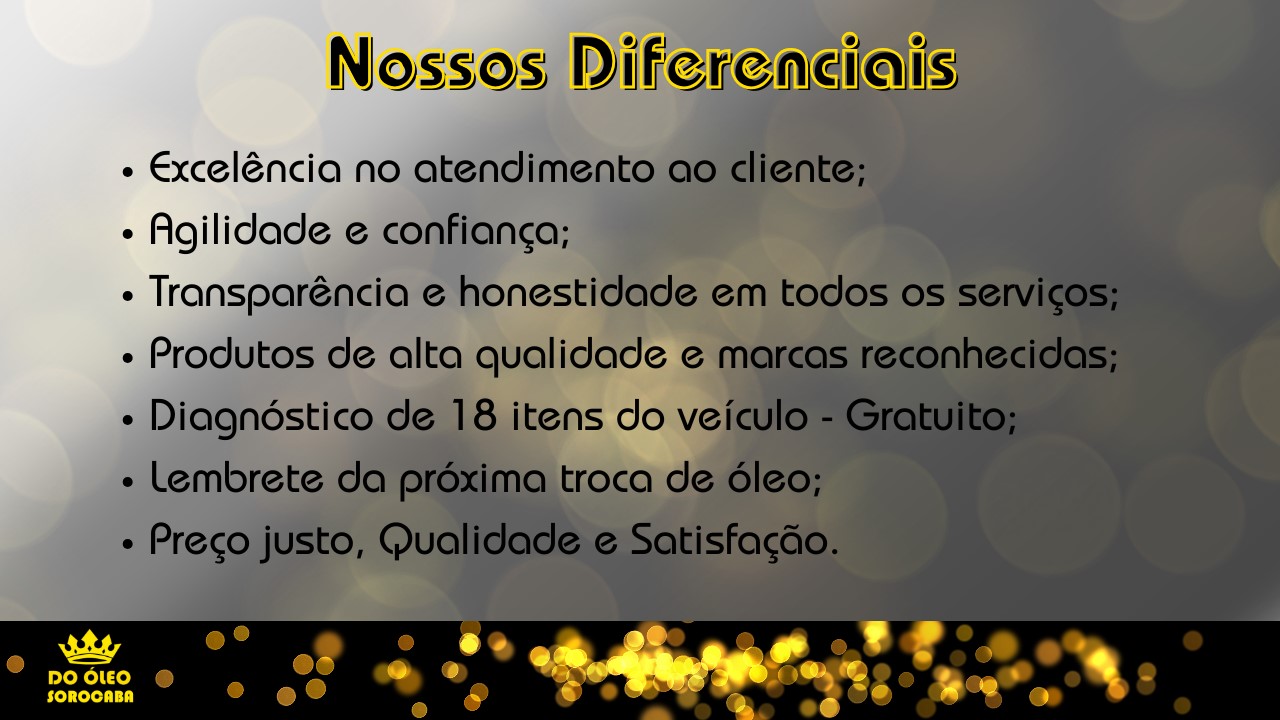 Nossos Diferenciais
• Excelência no atendimento ao cliente;
• Agilidade e confiança;
• Transparência e honestidade em todos os serviços;
• Produtos de alta qualidade e marcas reconhecidas;
• Diagnóstico de 18 itens do veículo - Gratuito;
• Lembrete da próxima troca de óleo;
• Preço justo, Qualidade e Satisfação.
DO ÓLEO
SOROCABA